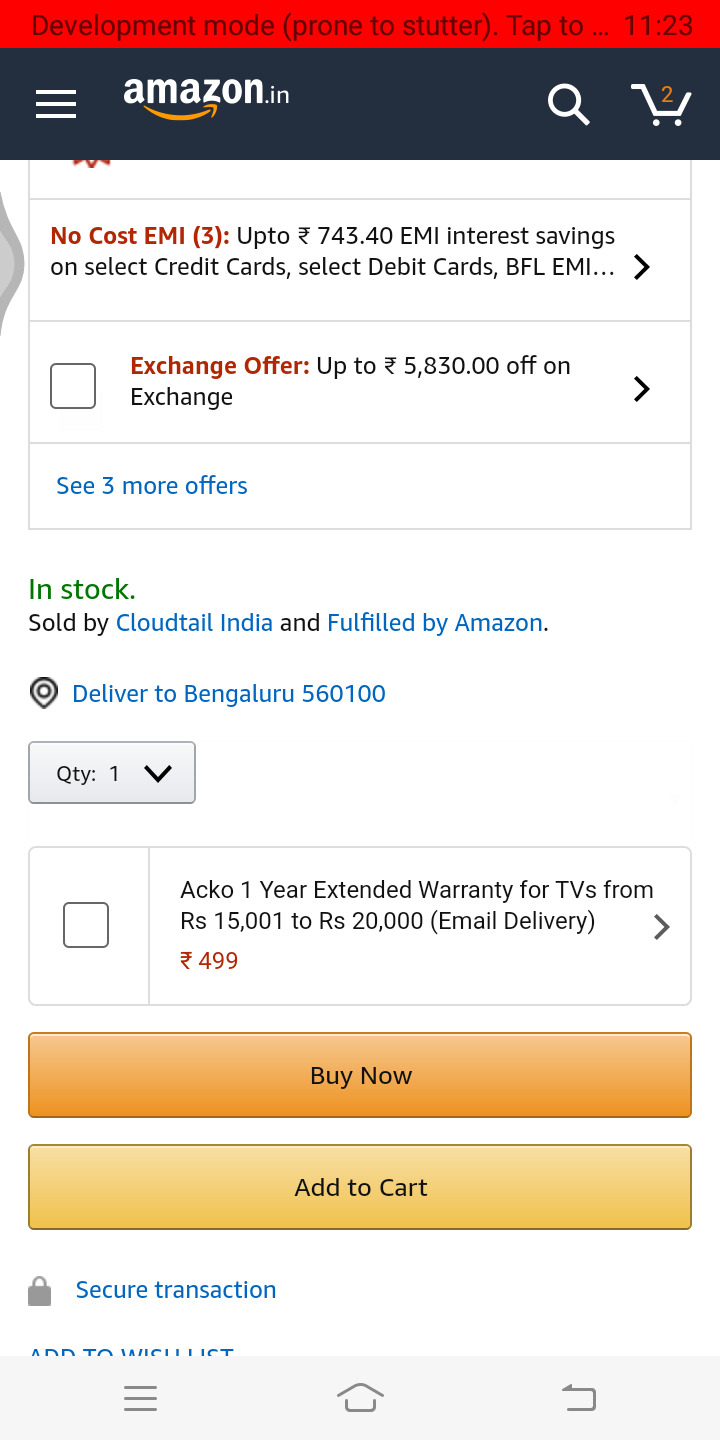 Development mode (prone to stutter). Tap to ... 11:23
amazon.in
2
No Cost EMI (3): Upto ₹ 743.40 EMI interest savings
on select Credit Cards, select Debit Cards, BFL EMI...
Exchange Offer: Up to ₹ 5,830.00 off on
Exchange
See 3 more offers
In stock.
Sold by Cloudtail India and Fulfilled by Amazon.
Deliver to Bengaluru 560100
Qty: 1
Acko 1 Year Extended Warranty for TVs from
Rs 15,001 to Rs 20,000 (Email Delivery)
₹ 499
Buy Now
Add to Cart
Secure transaction
ADD TO WISH LIST